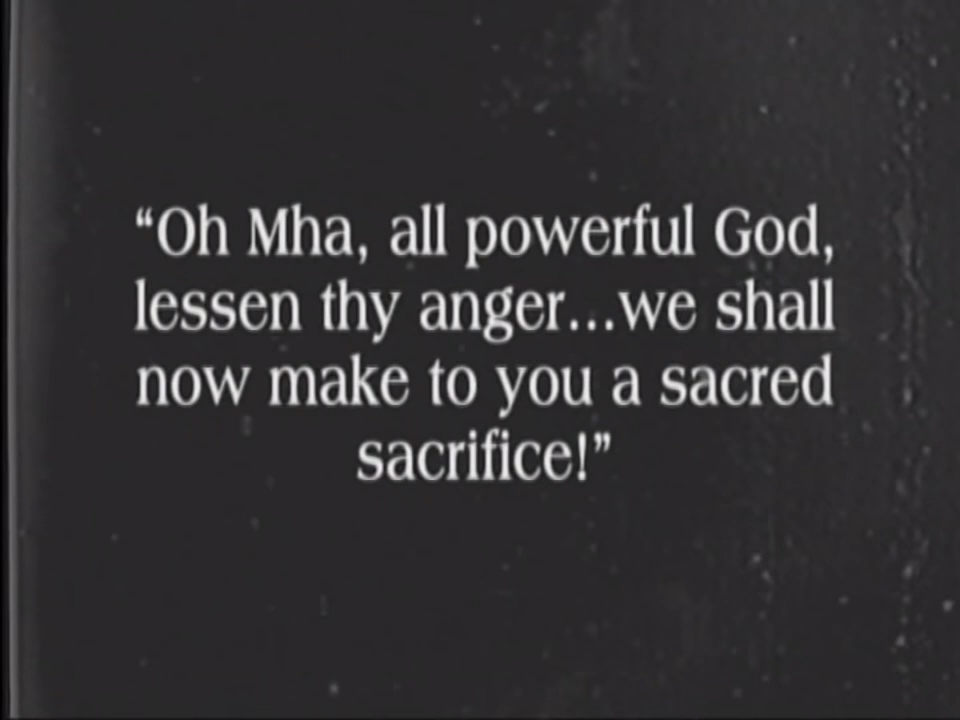 “Oh Mha, all powerful God,
lessen thy anger...we shall
now make to you a sacred
sacrifice!”